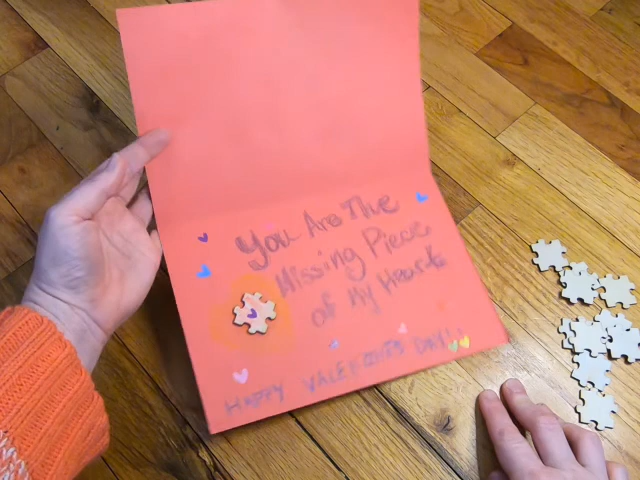 You Are The
Missing Piece
of My Heart
HAPPY VALENTINES DAY!!